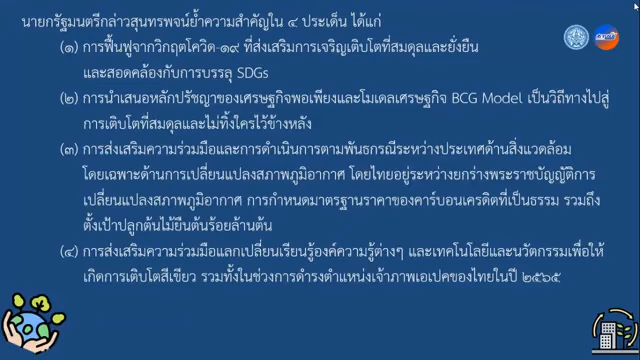 นายกรัฐมนตรีกล่าวสุนทรพจน์ย้ำความสำคัญใน ๔ ประเด็น ได้แก่
(๑) การฟื้นฟูจากวิกฤตโควิด-๑๙ ที่ส่งเสริมการเจริญเติบโตที่สมดุลและยั่งยืน
และสอดคล้องกับการบรรลุ SDGs
(๒) การนำเสนอหลักปรัชญาของเศรษฐกิจพอเพียงและโมเดลเศรษฐกิจ BCG Model เป็นวิถีทางไปสู่
การเติบโตที่สมดุลและไม่ทิ้งใครไว้ข้างหลัง
(๓) การส่งเสริมความร่วมมือและการดำเนินการตามพันธกรณีระหว่างประเทศด้านสิ่งแวดล้อม
โดยเฉพาะด้านการเปลี่ยนแปลงสภาพภูมิอากาศ โดยไทยอยู่ระหว่างยกร่างพระราชบัญญัติการ
เปลี่ยนแปลงสภาพภูมิอากาศ การกำหนดมาตรฐานราคาของคาร์บอนเครดิตที่เป็นธรรม รวมถึง
ตั้งเป้าปลูกต้นไม้ยืนต้นร้อยล้านต้น
(๔) การส่งเสริมความร่วมมือแลกเปลี่ยนเรียนรู้องค์ความรู้ต่างๆ และเทคโนโลยีและนวัตกรรมเพื่อให้
เกิดการเติบโตสีเขียว รวมทั้งในช่วงการดำรงตำแหน่งเจ้าภาพเอเปคของไทยในปี ๒๕๖๕